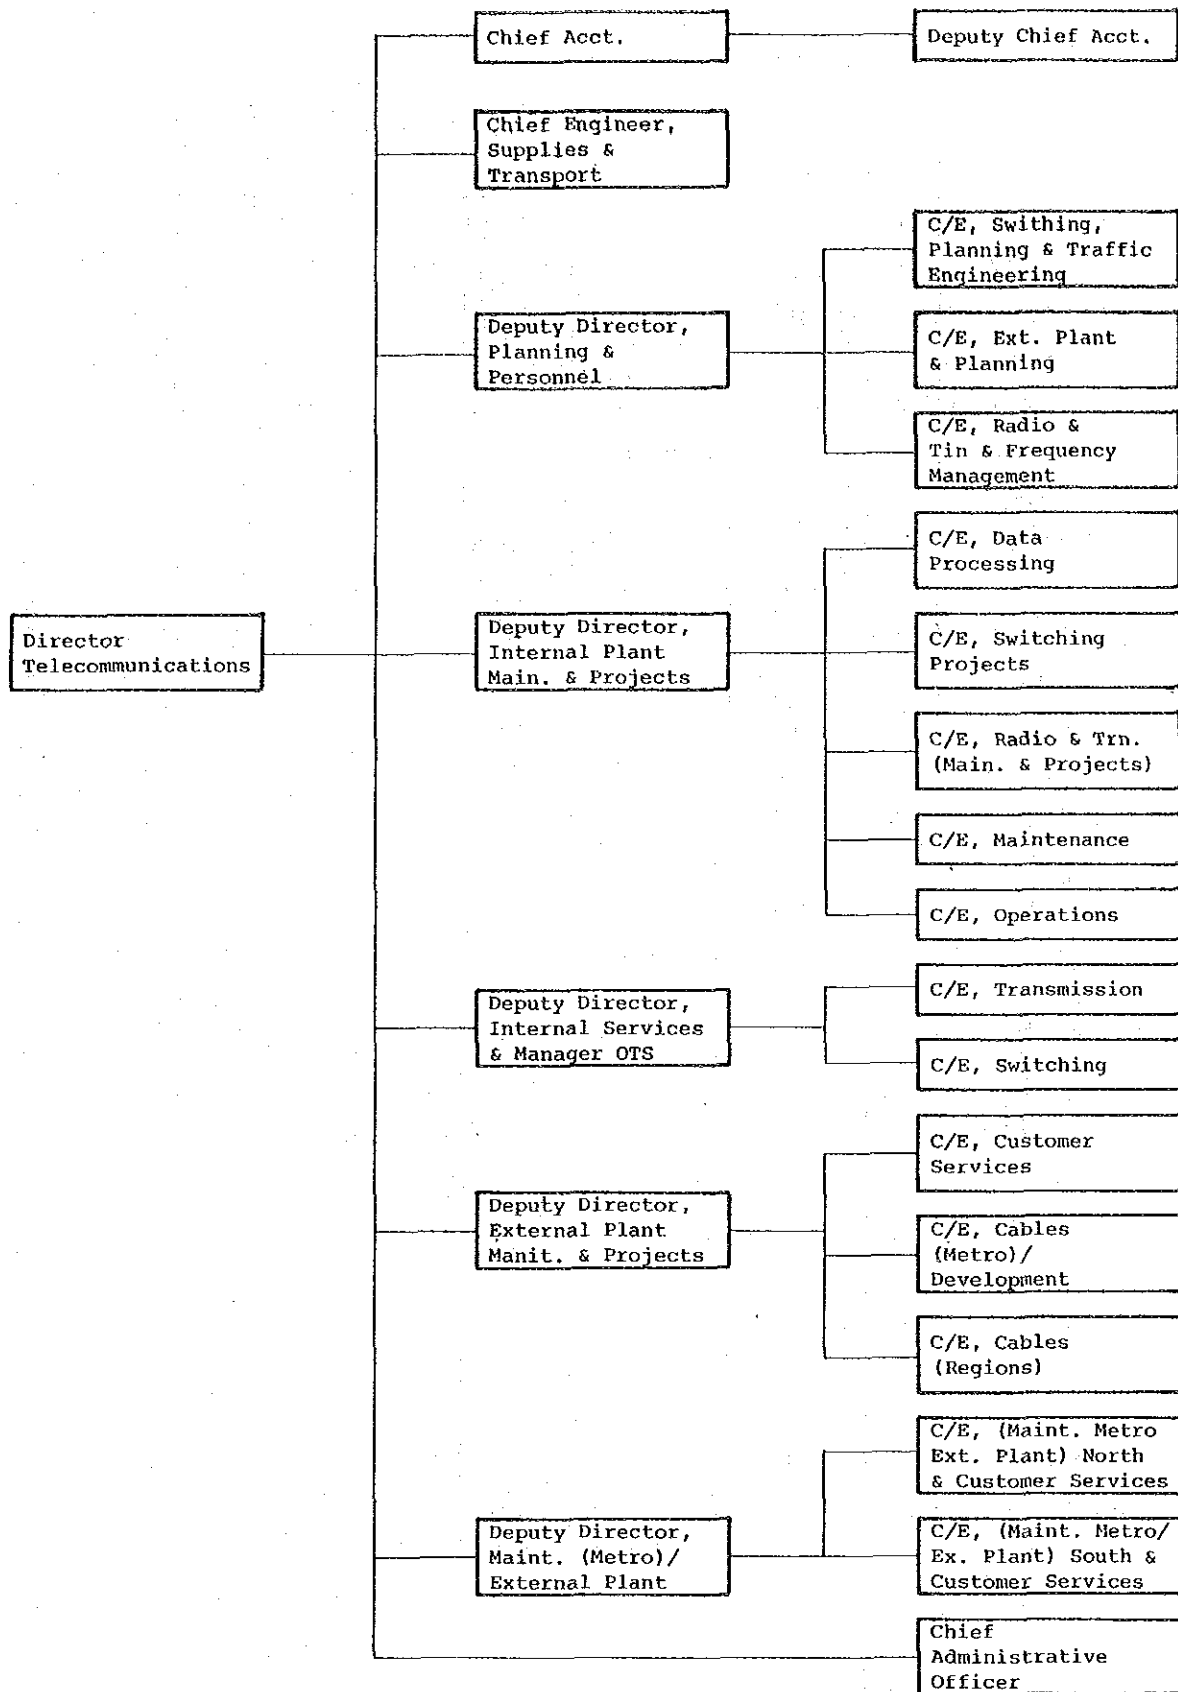 Chief Acct.
Deputy Chief Acct.
Chief Engineer,
Supplies &
Transport
C/E, Swithing,
Planning & Traffic
Engineering
Deputy Director,
Planning &
Personnel
C/E, Ext. Plant
& Planning
C/E, Radio &
Tin & Frequency
Management
C/E, Data
Processing
Director
Telecommunications
Deputy Director,
Internal Plant
Main. & Projects
C/E, Switching
Projects
C/E, Radio & Trn.
(Main. & Projects)
C/E, Maintenance
C/E, Operations
Deputy Director,
Internal Services
& Manager OTS
C/E, Transmission
C/E, Switching
C/E, Customer
Services
Deputy Director,
External Plant
Manit. & Projects
C/E, Cables
(Metro)/
Development
C/E, Cables
(Regions)
C/E, (Maint. Metro
Ext. Plant) North
& Customer Services
Deputy Director,
Maint. (Metro)/
External Plant
C/E, (Maint. Metro/
Ex. Plant) South &
Customer Services
Chief
Administrative
Officer